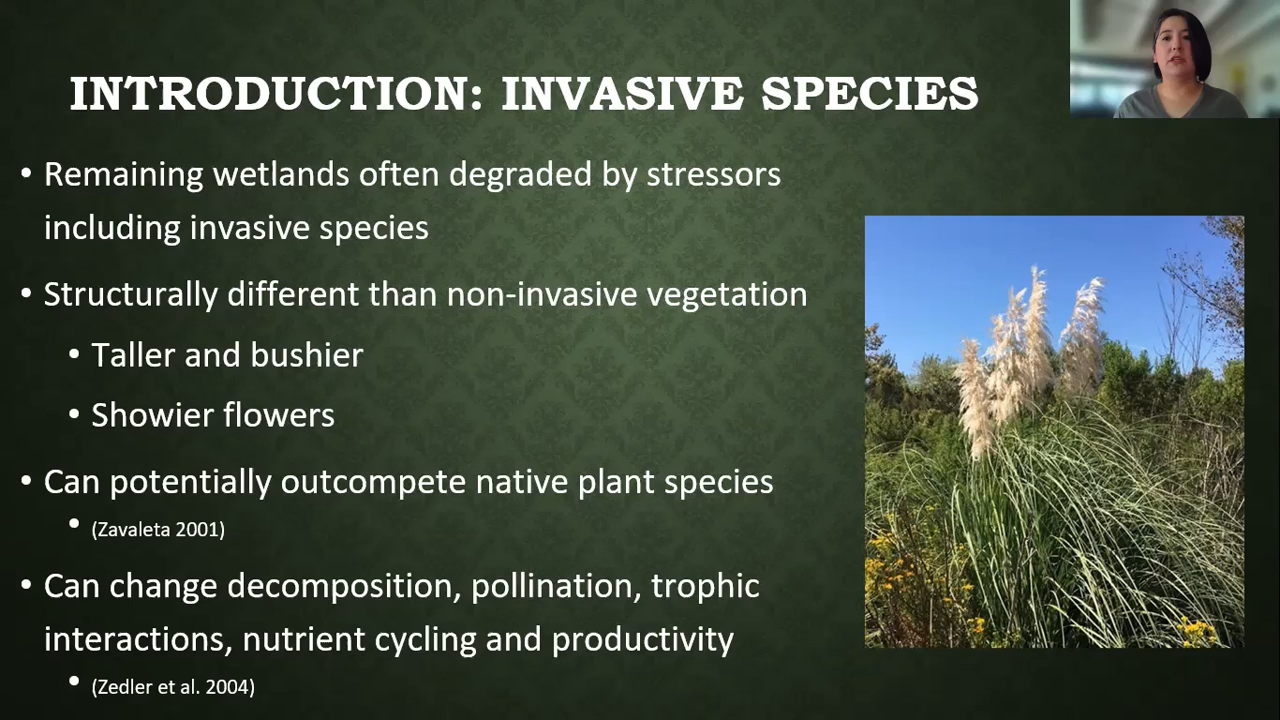 INTRODUCTION: INVASIVE SPECIES
• Remaining wetlands often degraded by stressors
including invasive species
• Structurally different than non-invasive vegetation
• Taller and bushier
• Showier flowers
• Can potentially outcompete native plant species
• (Zavaleta 2001)
• Can change decomposition, pollination, trophic
interactions, nutrient cycling and productivity
• (Zedler et al. 2004)